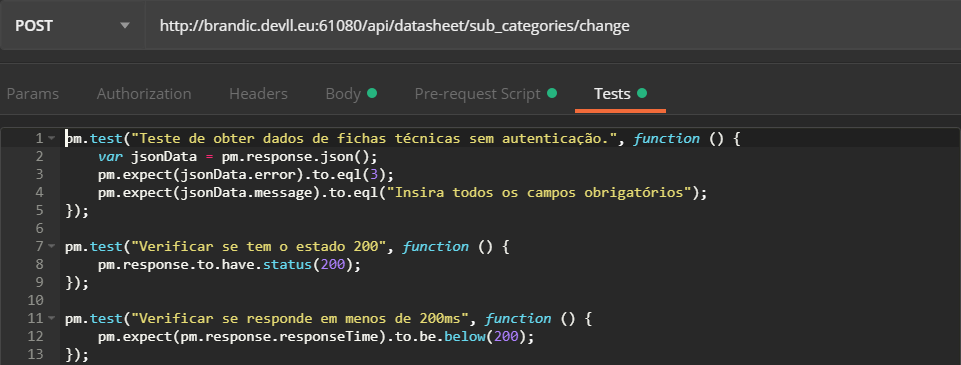 POST http://brandic.devll.eu:61080/api/datasheet/sub_categories/change
Params Authorization Headers Body Pre-request Script Tests
1 pm.test("Teste de obter dados de fichas técnicas sem autenticação.", function () {
2 var jsonData = pm.response.json();
3 pm.expect(jsonData.error).to.eql(3);
4 pm.expect(jsonData.message).to.eql("Insira todos os campos obrigatórios");
5 });
6
7 pm.test("Verificar se tem o estado 200", function () {
8 pm.response.to.have.status(200);
9 });
10
11 pm.test("Verificar se responde em menos de 200ms", function () {
12 pm.expect(pm.response.responseTime).to.be.below(200);
13 });